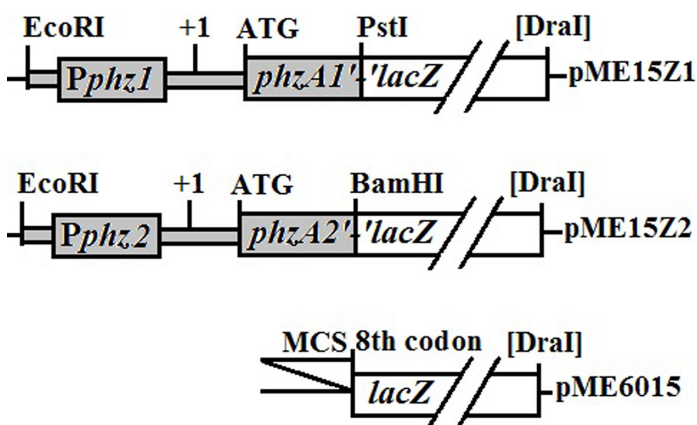 EcoRI +1 ATG PstI [DraI]
Pphz1 phzA1'-'lacZ pME15Z1
EcoRI +1 ATG BamHI [DraI]
Pphz2 phzA2'-'lacZ pME15Z2
MCS 8th codon [DraI]
lacZ pME6015